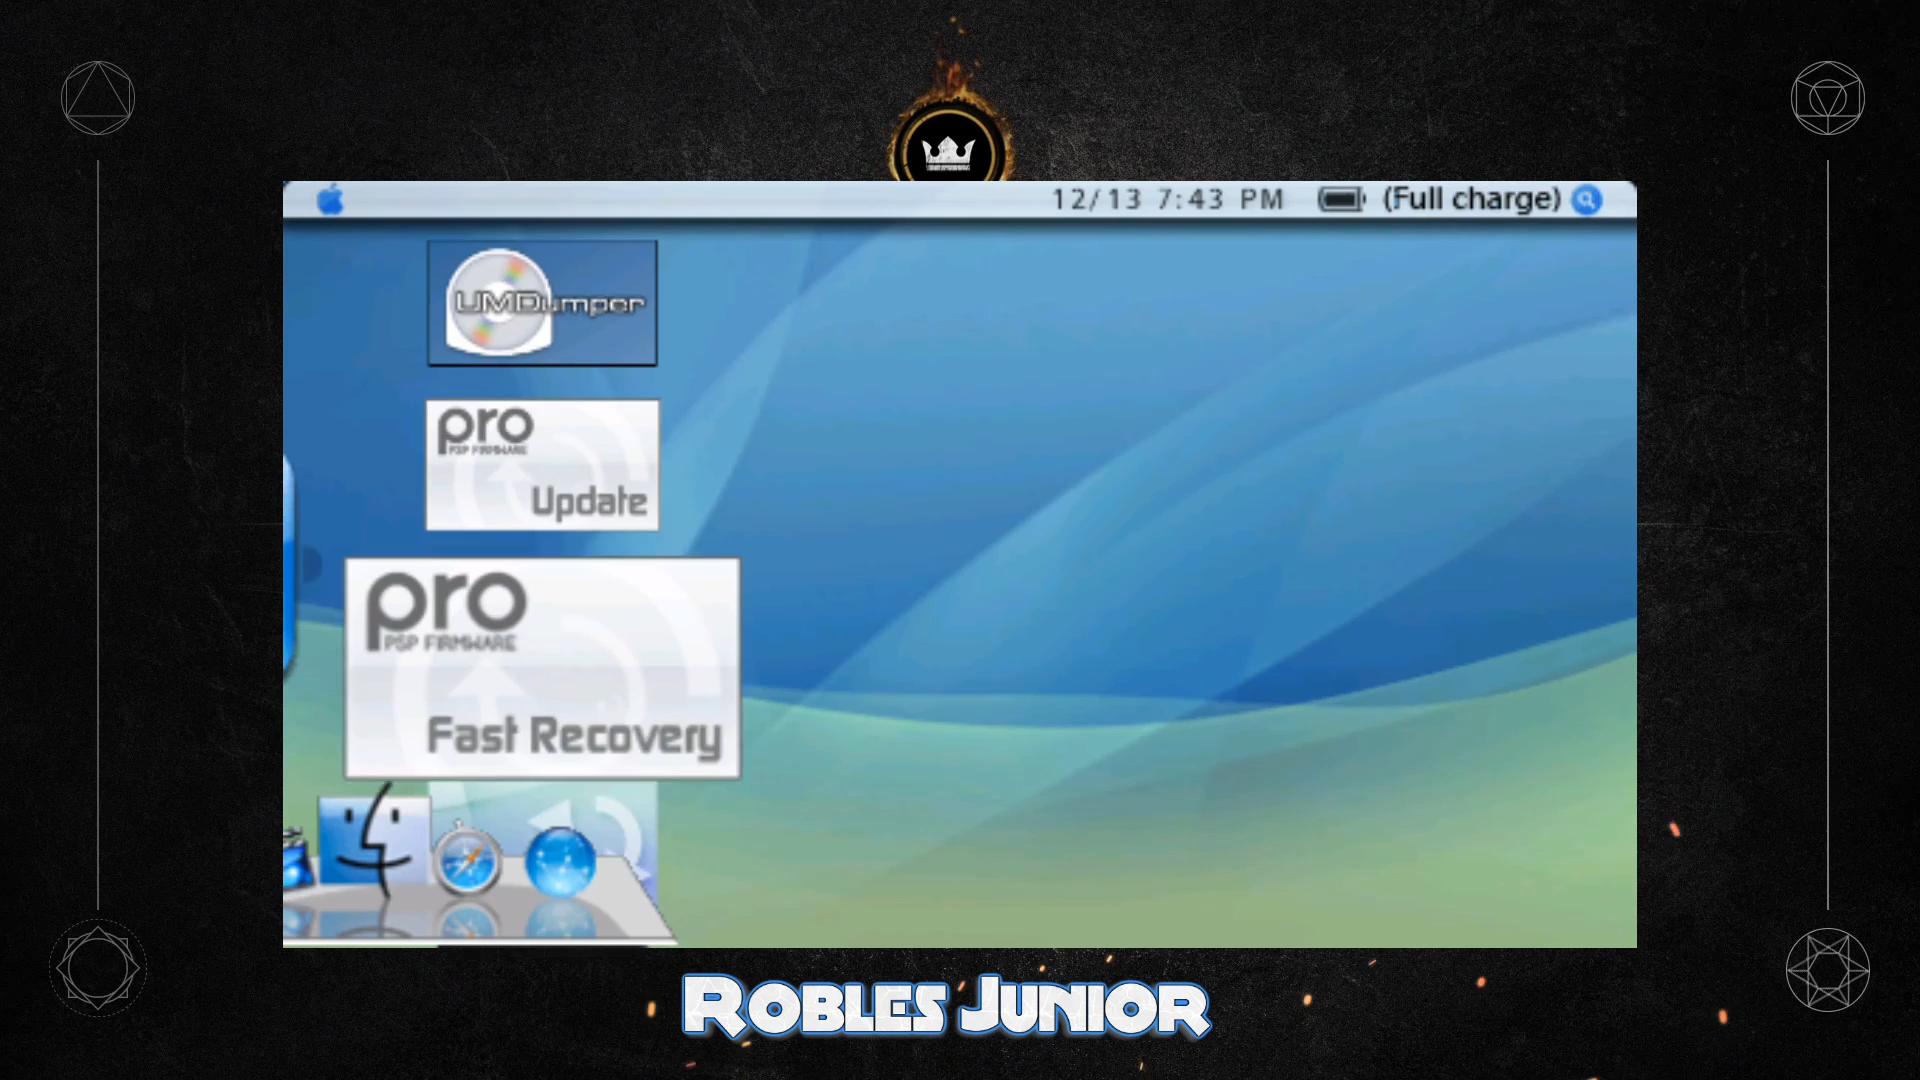 12/13 7:43 PM (Full charge)
UMDumper
pro
PSP FIRMWARE
Update
pro
PSP FIRMWARE
Fast Recovery
ROBLES JUNIOR